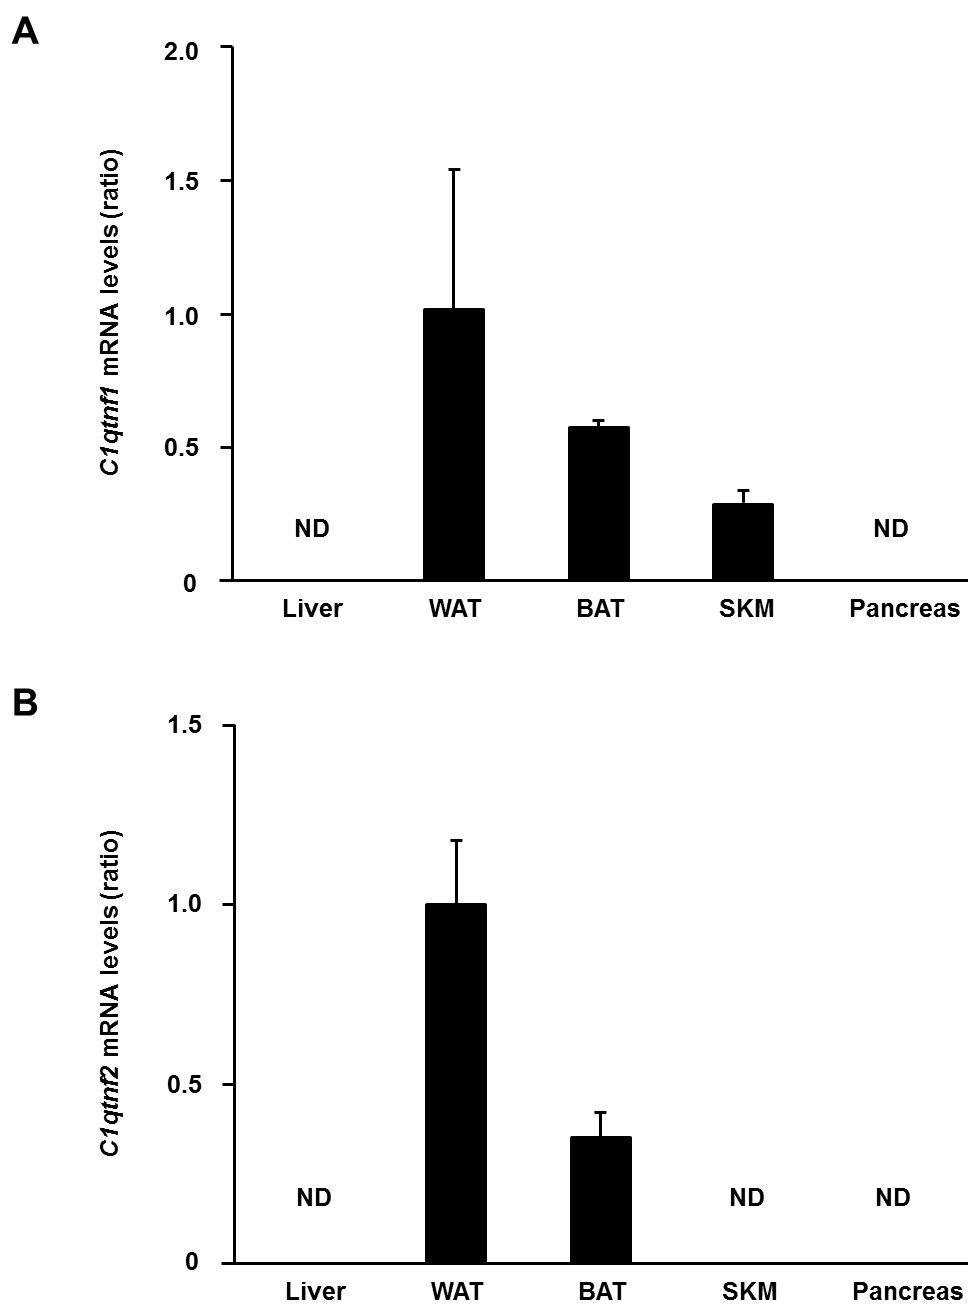 A
2.0
1.5
1.0
0.5
0
C1qtnf1 mRNA levels (ratio)
ND
ND
Liver
WAT
BAT
SKM
Pancreas
B
1.5
1.0
0.5
0
C1qtnf2 mRNA levels (ratio)
ND
ND
ND
Liver
WAT
BAT
SKM
Pancreas